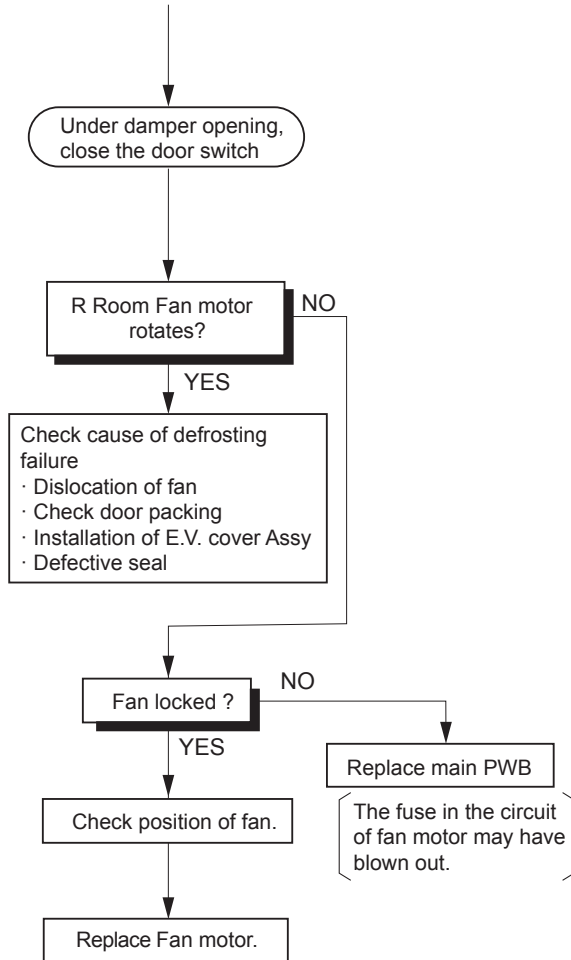 Under damper opening,
close the door switch
R Room Fan motor
rotates?
NO
YES
Check cause of defrosting
failure
· Dislocation of fan
· Check door packing
· Installation of E.V. cover Assy
· Defective seal
Fan locked ?
NO
YES
Replace main PWB
The fuse in the circuit
of fan motor may have
blown out.
Check position of fan.
Replace Fan motor.